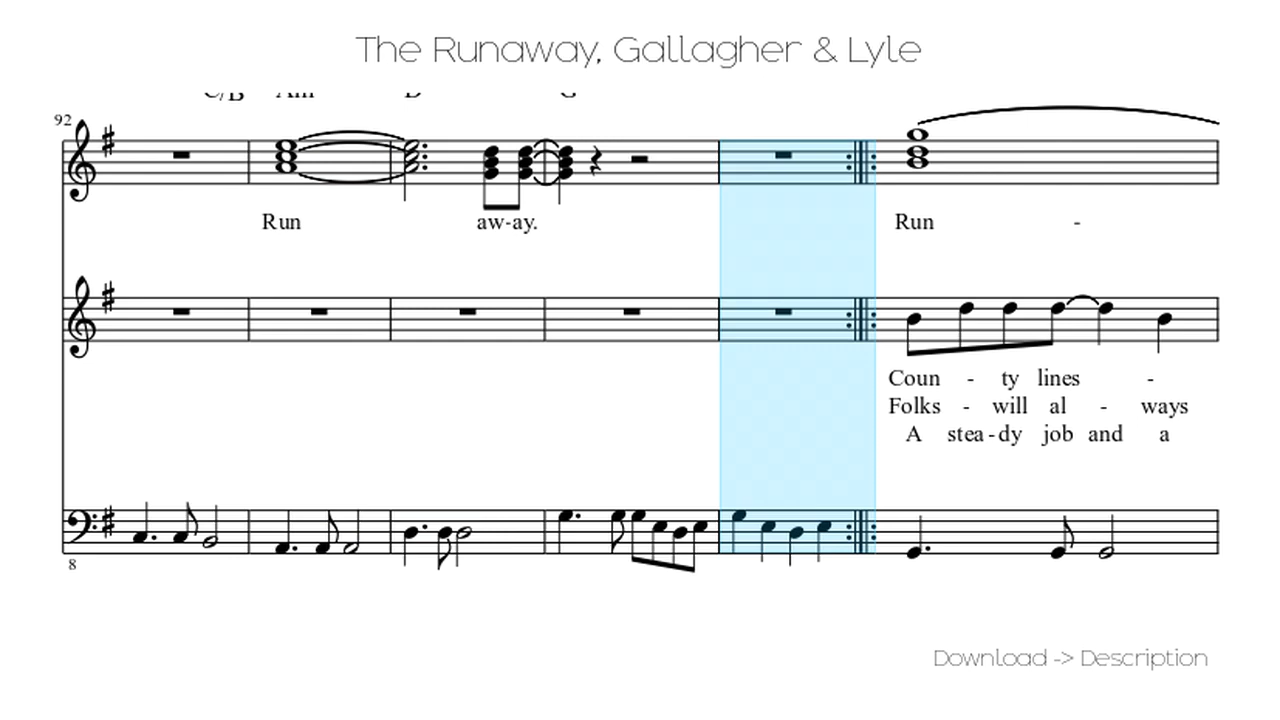 The Runaway, Gallagher & Lyle
C/B Am D G
92
Run aw-ay. Run -
Coun - ty lines -
Folks - will al - ways
A stea-dy job and a
8
Download -> Description